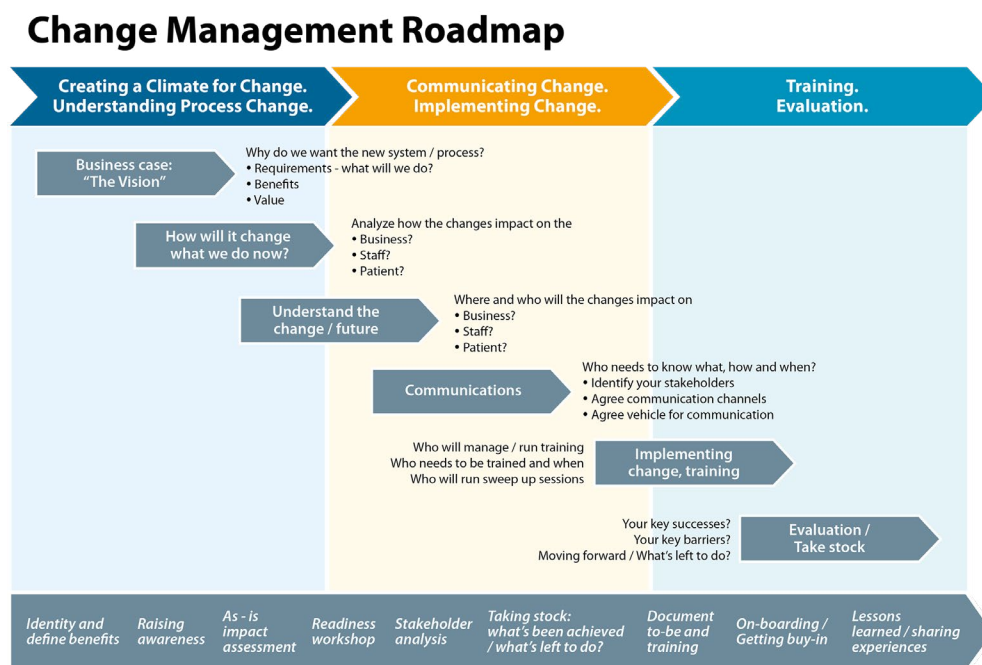 Change Management Roadmap
Creating a Climate for Change.
Understanding Process Change.
Communicating Change.
Implementing Change.
Training.
Evaluation.
Business case:
“The Vision”
Why do we want the new system / process?
• Requirements - what will we do?
• Benefits
• Value
How will it change
what we do now?
Analyze how the changes impact on the
• Business?
• Staff?
• Patient?
Understand the
change / future
Where and who will the changes impact on
• Business?
• Staff?
• Patient?
Communications
Who needs to know what, how and when?
• Identify your stakeholders
• Agree communication channels
• Agree vehicle for communication
Who will manage / run training
Who needs to be trained and when
Who will run sweep up sessions
Implementing
change, training
Your key successes?
Your key barriers?
Moving forward / What’s left to do?
Evaluation /
Take stock
Identity and
define benefits
Raising
awareness
As - is
impact
assessment
Readiness
workshop
Stakeholder
analysis
Taking stock:
what’s been achieved
/ what’s left to do?
Document
to-be and
training
On-boarding /
Getting buy-in
Lessons
learned / sharing
experiences